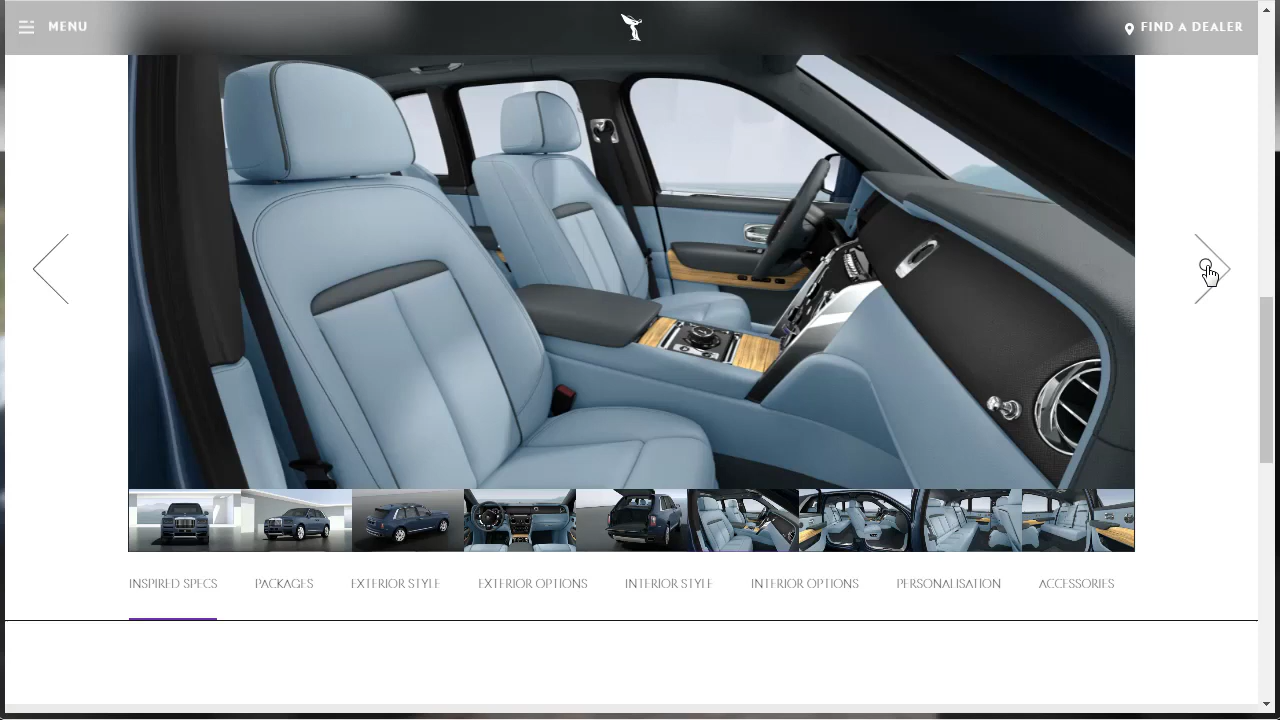 MENU
FIND A DEALER
INSPIRED SPECS
PACKAGES
EXTERIOR STYLE
EXTERIOR OPTIONS
INTERIOR STYLE
INTERIOR OPTIONS
PERSONALISATION
ACCESSORIES